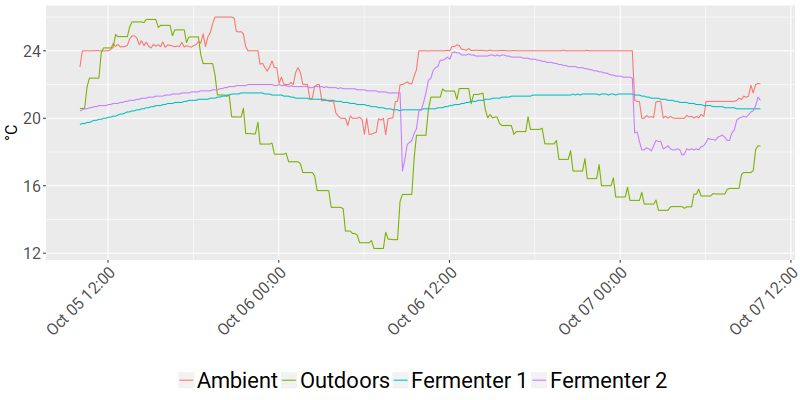 °C
24
20
16
12
Oct 05 12:00
Oct 06 00:00
Oct 06 12:00
Oct 07 00:00
Oct 07 12:00
Ambient Outdoors Fermenter 1 Fermenter 2